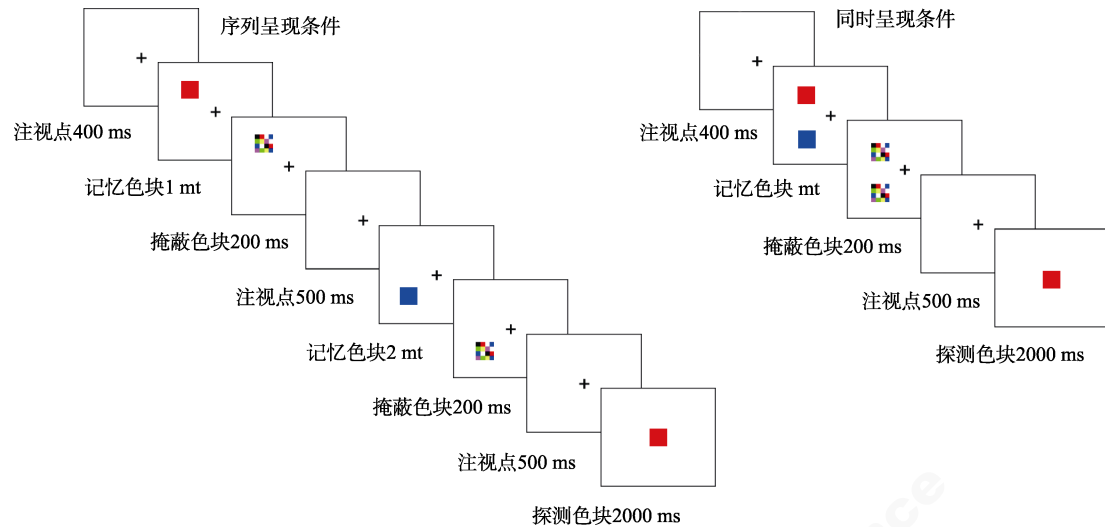 序列呈现条件
注视点400 ms
记忆色块1 mt
掩蔽色块200 ms
注视点500 ms
记忆色块2 mt
掩蔽色块200 ms
注视点500 ms
探测色块2000 ms
同时呈现条件
注视点400 ms
记忆色块 mt
掩蔽色块200 ms
注视点500 ms
探测色块2000 ms